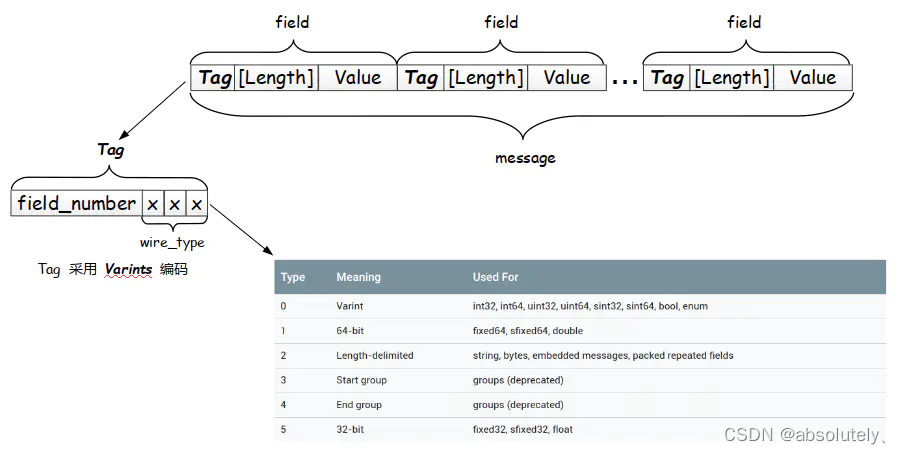 field field field
Tag [Length] Value Tag [Length] Value ... Tag [Length] Value
message
Tag
field_number x x x
wire_type
Tag 采用 Varints 编码
Type Meaning Used For
0 Varint int32, int64, uint32, uint64, sint32, sint64, bool, enum
1 64-bit fixed64, sfixed64, double
2 Length-delimited string, bytes, embedded messages, packed repeated fields
3 Start group groups (deprecated)
4 End group groups (deprecated)
5 32-bit fixed32, sfixed32, float
CSDN @absolutely、